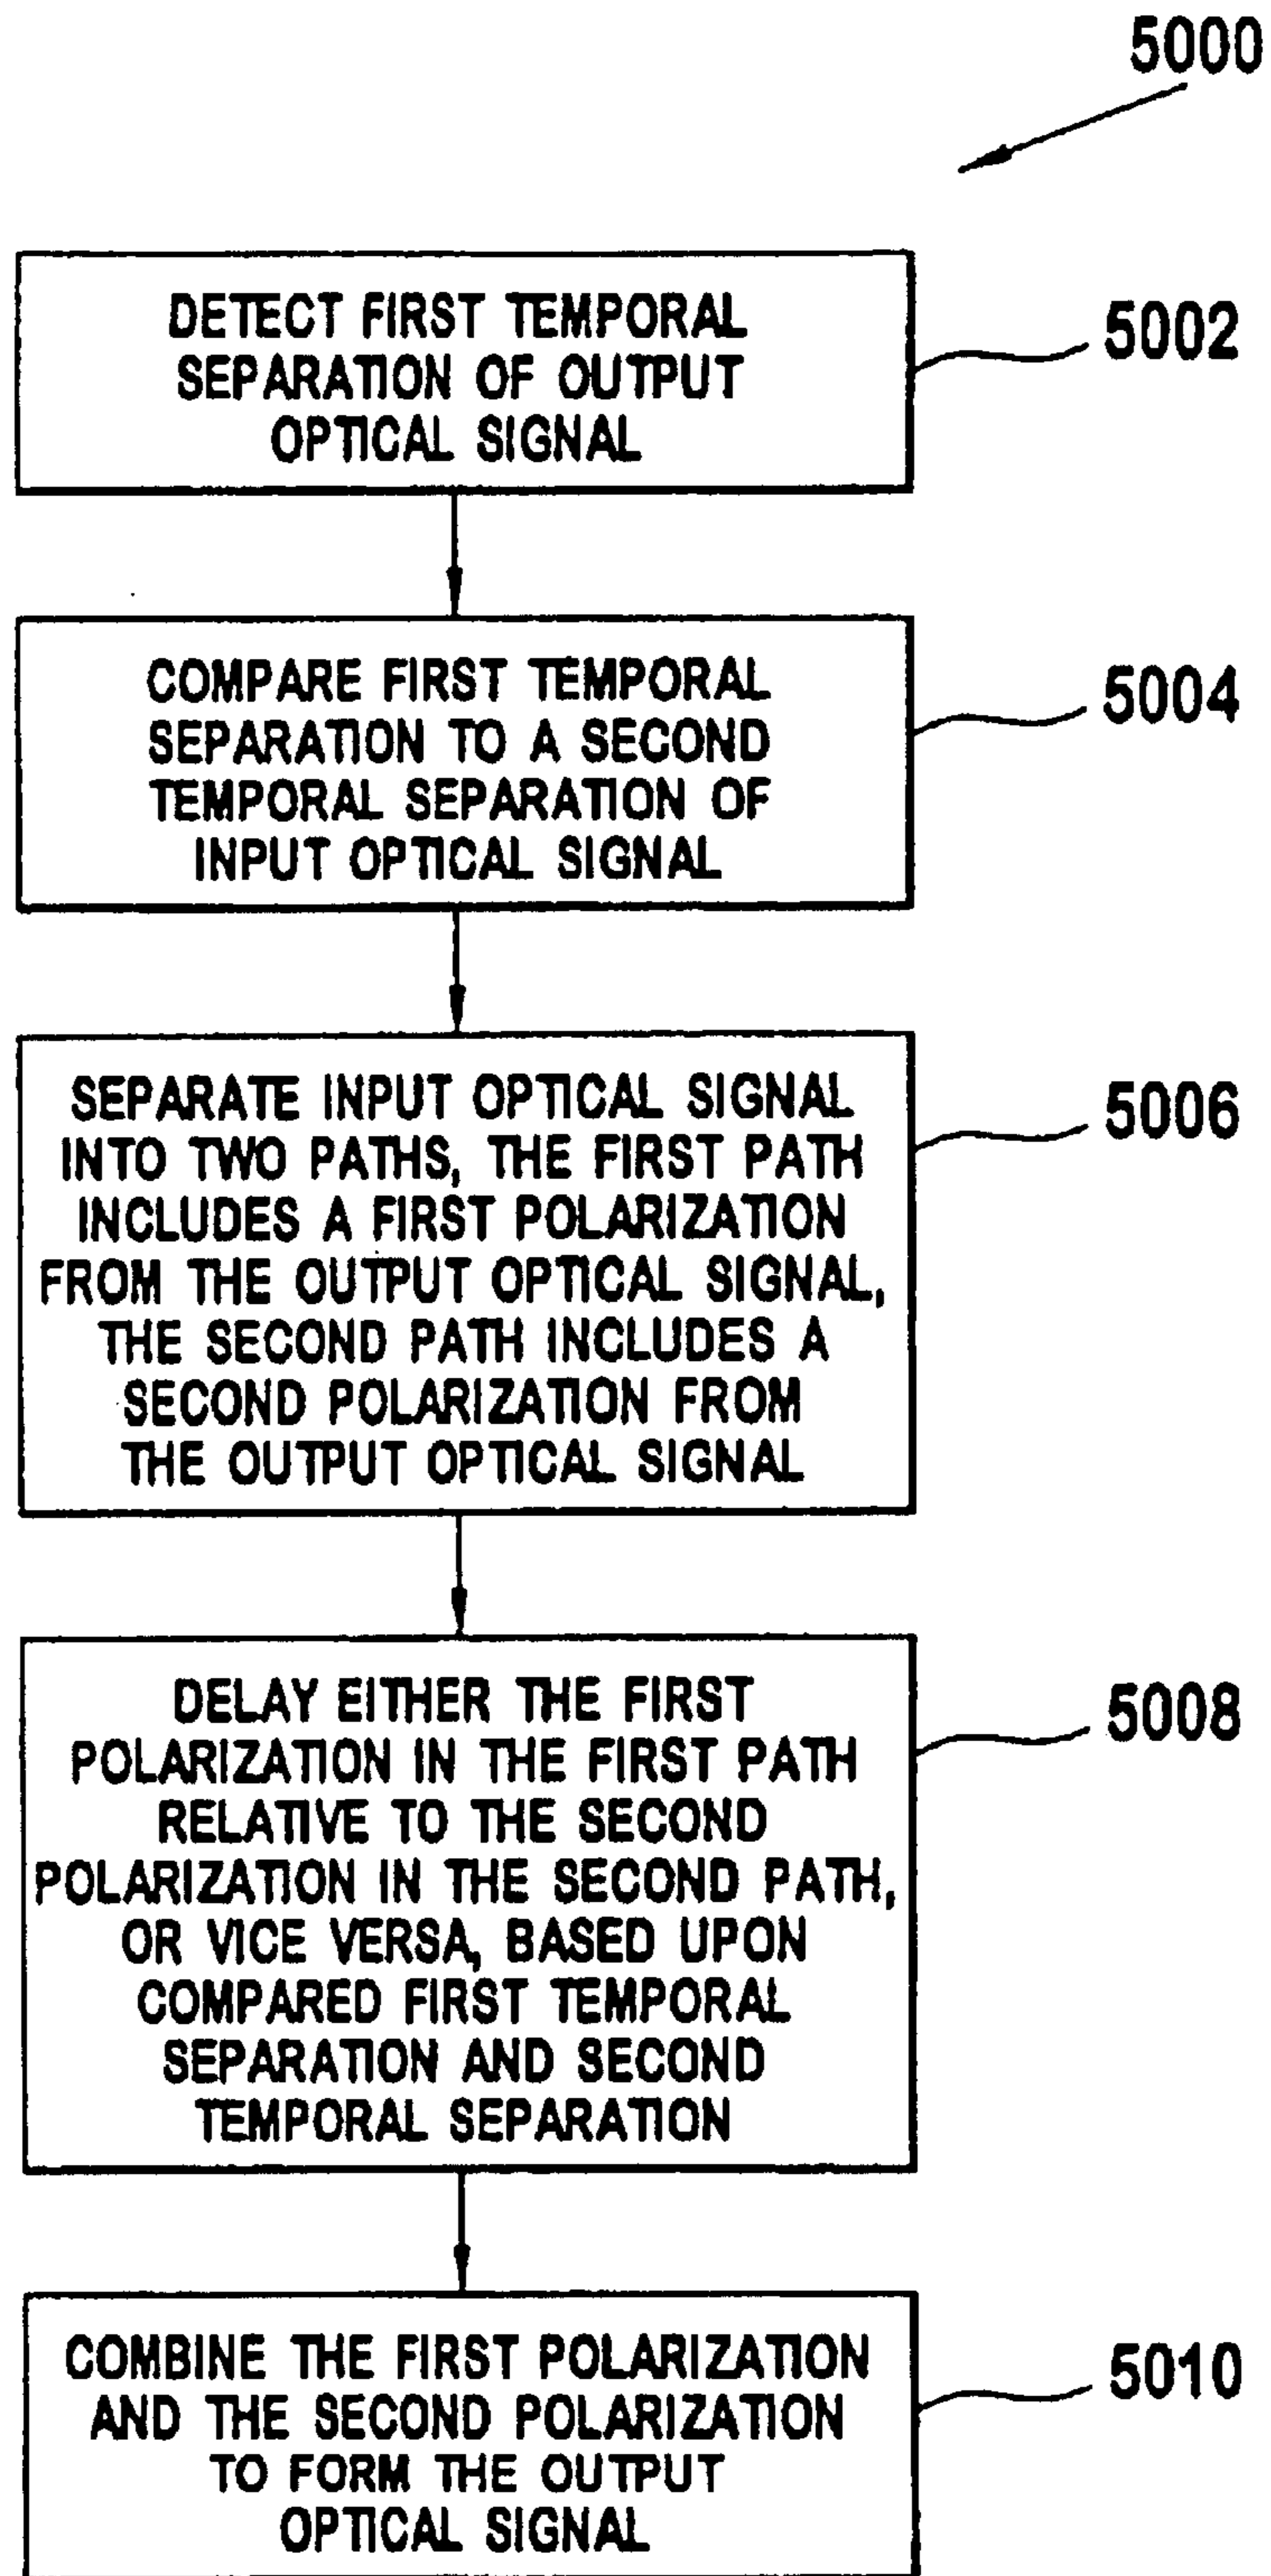 5000
DETECT FIRST TEMPORAL
SEPARATION OF OUTPUT
OPTICAL SIGNAL
5002
COMPARE FIRST TEMPORAL
SEPARATION TO A SECOND
TEMPORAL SEPARATION OF
INPUT OPTICAL SIGNAL
5004
SEPARATE INPUT OPTICAL SIGNAL
INTO TWO PATHS, THE FIRST PATH
INCLUDES A FIRST POLARIZATION
FROM THE OUTPUT OPTICAL SIGNAL,
THE SECOND PATH INCLUDES A
SECOND POLARIZATION FROM
THE OUTPUT OPTICAL SIGNAL
5006
DELAY EITHER THE FIRST
POLARIZATION IN THE FIRST PATH
RELATIVE TO THE SECOND
POLARIZATION IN THE SECOND PATH,
OR VICE VERSA, BASED UPON
COMPARED FIRST TEMPORAL
SEPARATION AND SECOND
TEMPORAL SEPARATION
5008
COMBINE THE FIRST POLARIZATION
AND THE SECOND POLARIZATION
TO FORM THE OUTPUT
OPTICAL SIGNAL
5010